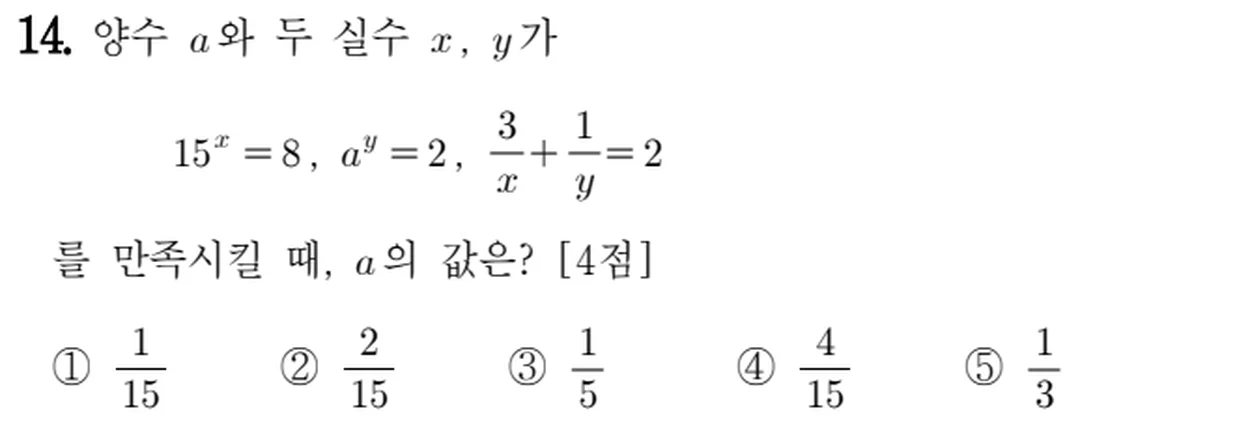 14. 양수 a와 두 실수 x, y가
15^x = 8, a^y = 2, 3/x + 1/y = 2
를 만족시킬 때, a의 값은? [4점]
① 1/15 ② 2/15 ③ 1/5 ④ 4/15 ⑤ 1/3